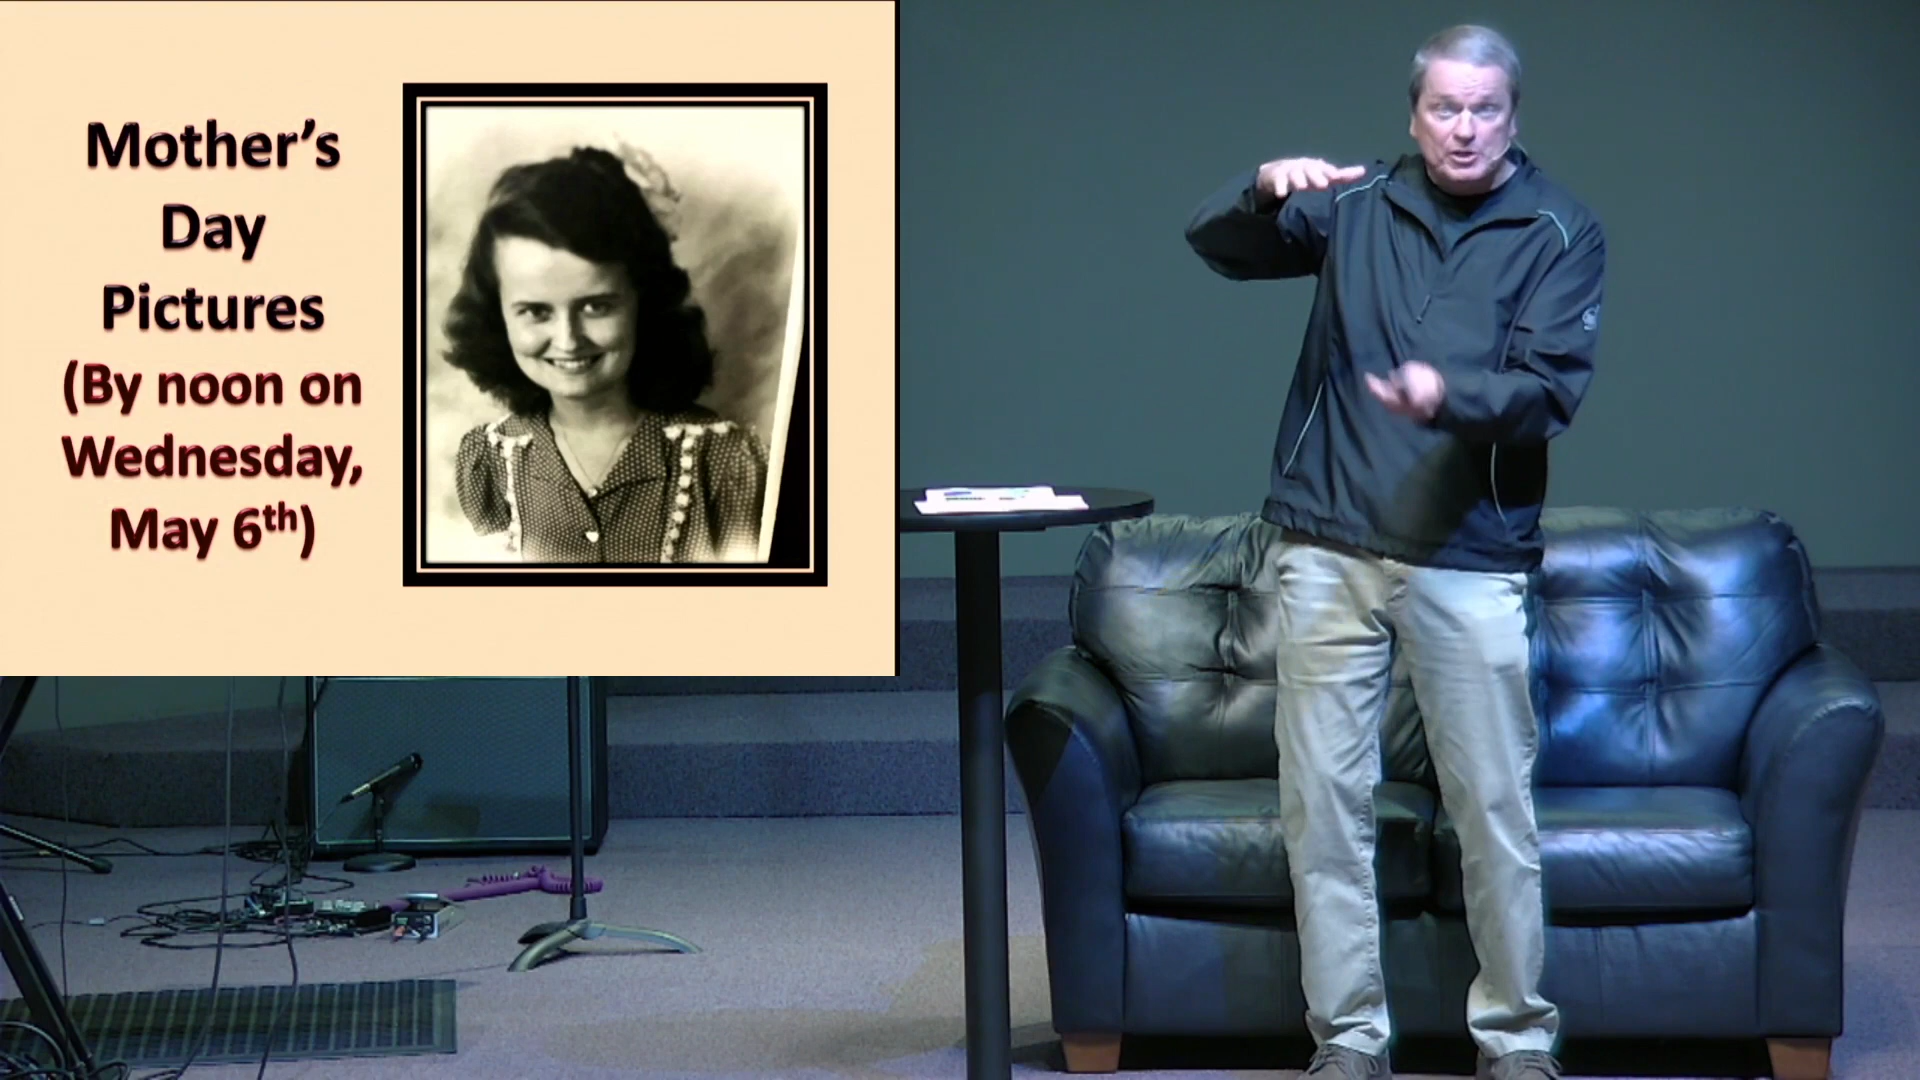 Mother’s
Day
Pictures
(By noon on
Wednesday,
May 6th)